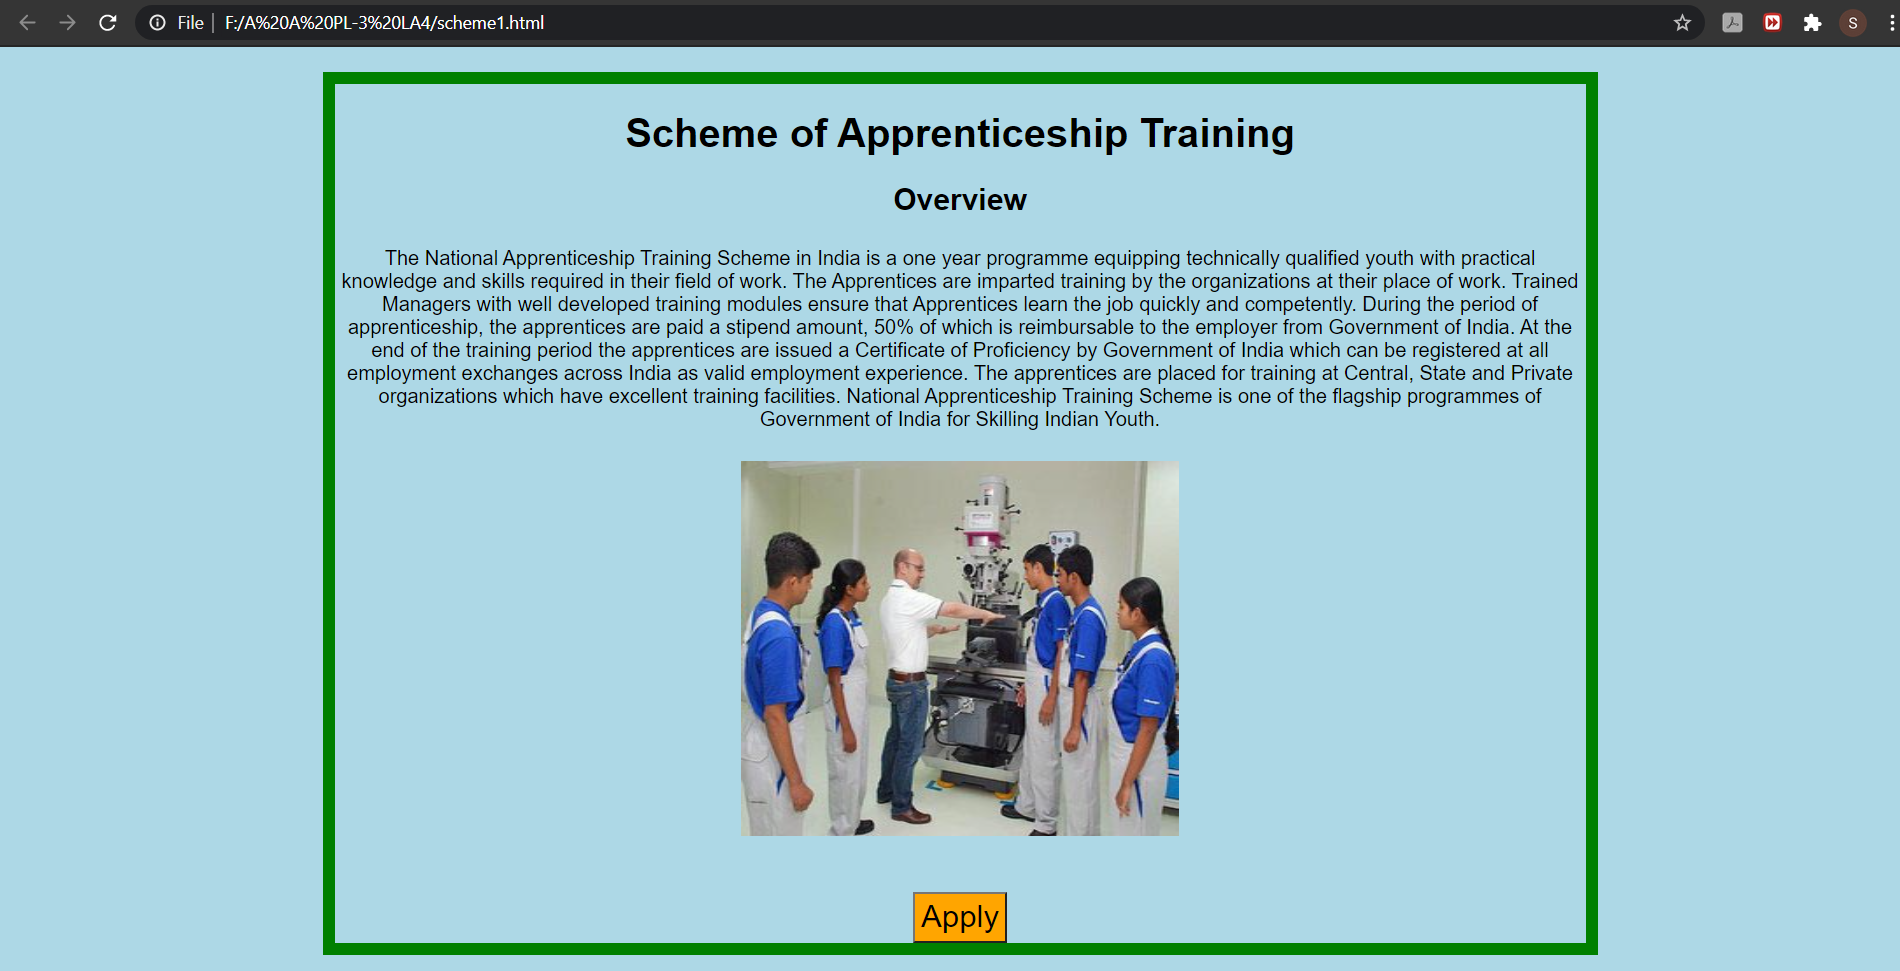 File
F:/A%20A%20PL-3%20LA4/scheme1.html
S
Scheme of Apprenticeship Training
Overview
The National Apprenticeship Training Scheme in India is a one year programme equipping technically qualified youth with practical
knowledge and skills required in their field of work. The Apprentices are imparted training by the organizations at their place of work. Trained
Managers with well developed training modules ensure that Apprentices learn the job quickly and competently. During the period of
apprenticeship, the apprentices are paid a stipend amount, 50% of which is reimbursable to the employer from Government of India. At the
end of the training period the apprentices are issued a Certificate of Proficiency by Government of India which can be registered at all
employment exchanges across India as valid employment experience. The apprentices are placed for training at Central, State and Private
organizations which have excellent training facilities. National Apprenticeship Training Scheme is one of the flagship programmes of
Government of India for Skilling Indian Youth.
Apply